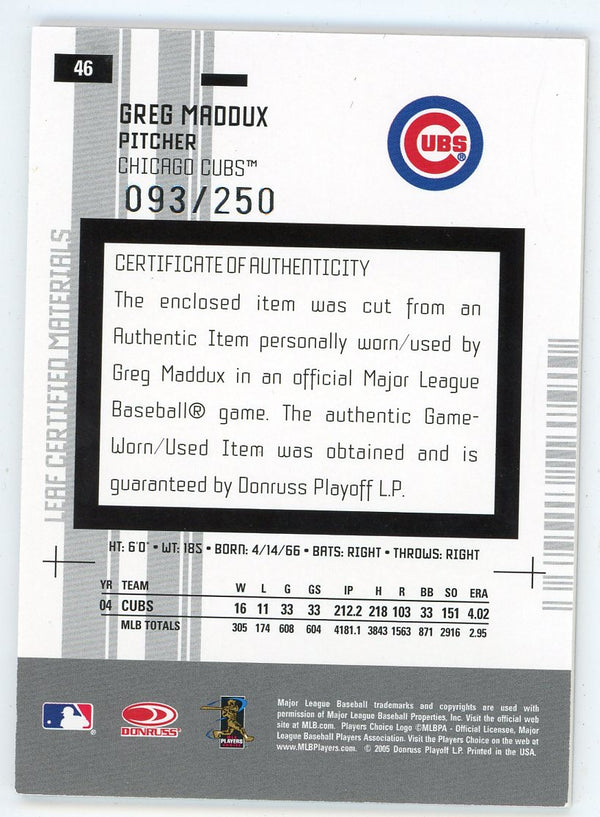 46
GREG MADDUX
PITCHER
CHICAGO CUBS™
093/250
CUBS®
LEAF CERTIFIED MATERIALS
CERTIFICATE OF AUTHENTICITY
The enclosed item was cut from an
Authentic Item personally worn/used by
Greg Maddux in an official Major League
Baseball® game. The authentic Game-
Worn/Used Item was obtained and is
guaranteed by Donruss Playoff L.P.
HT: 6'0" • WT: 185 • BORN: 4/14/66 • BATS: RIGHT • THROWS: RIGHT
YR TEAM W L G GS IP H R BB SO ERA
04 CUBS 16 11 33 33 212.2 218 103 33 151 4.02
MLB TOTALS 305 174 608 604 4181.1 3843 1563 871 2916 2.95
DONRUSS
PLAYERS
Major League Baseball trademarks and copyrights are used with
permission of Major League Baseball Properties, Inc. Visit the official web
site at MLB.com. Players Choice Logo ©MLBPA - Official Licensee, Major
League Baseball Players Association. Visit the Players Choice on the web at
www.MLBPlayers.com. © 2005 Donruss Playoff L.P. Printed in the USA.